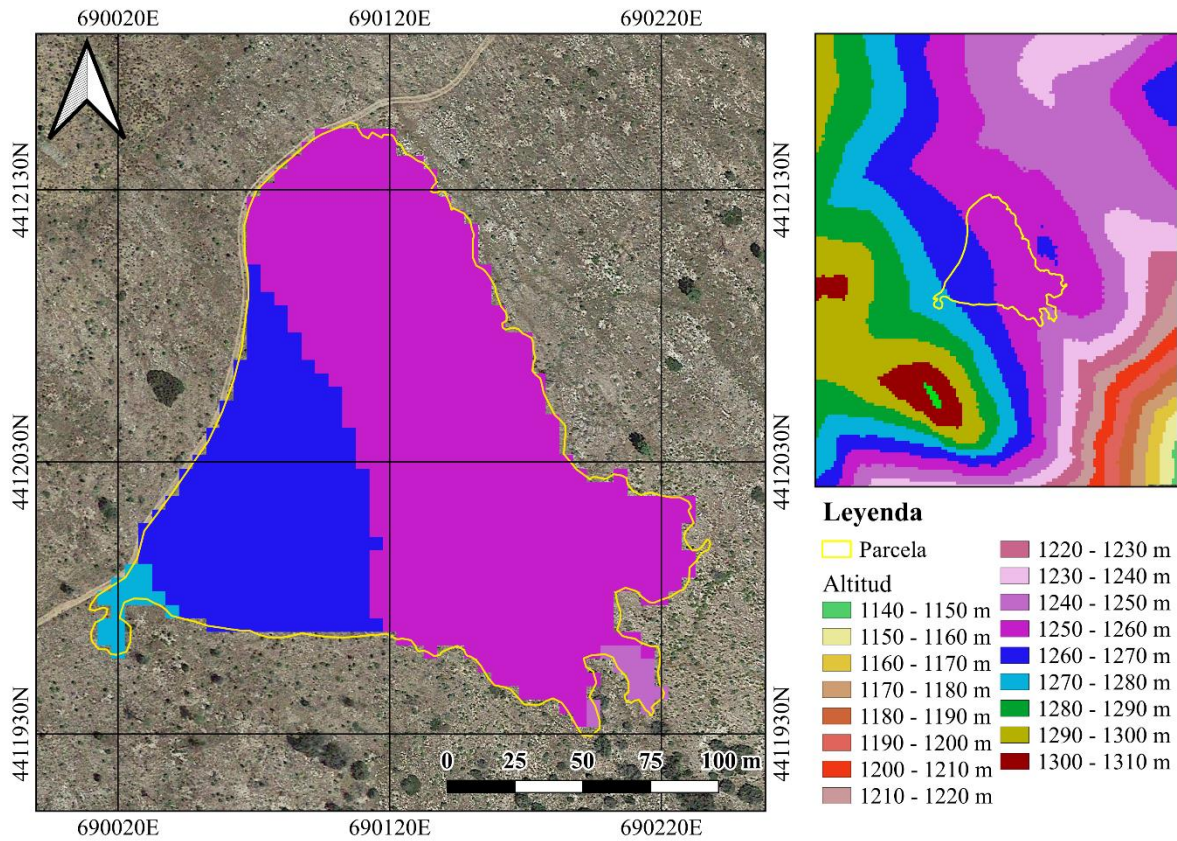 690020E 690120E 690220E
4412130N 4412130N
4412030N 4412030N
4411930N 4411930N
0 25 50 75 100 m
690020E 690120E 690220E
Leyenda
Parcela
Altitud
1140 - 1150 m
1150 - 1160 m
1160 - 1170 m
1170 - 1180 m
1180 - 1190 m
1190 - 1200 m
1200 - 1210 m
1210 - 1220 m
1220 - 1230 m
1230 - 1240 m
1240 - 1250 m
1250 - 1260 m
1260 - 1270 m
1270 - 1280 m
1280 - 1290 m
1290 - 1300 m
1300 - 1310 m